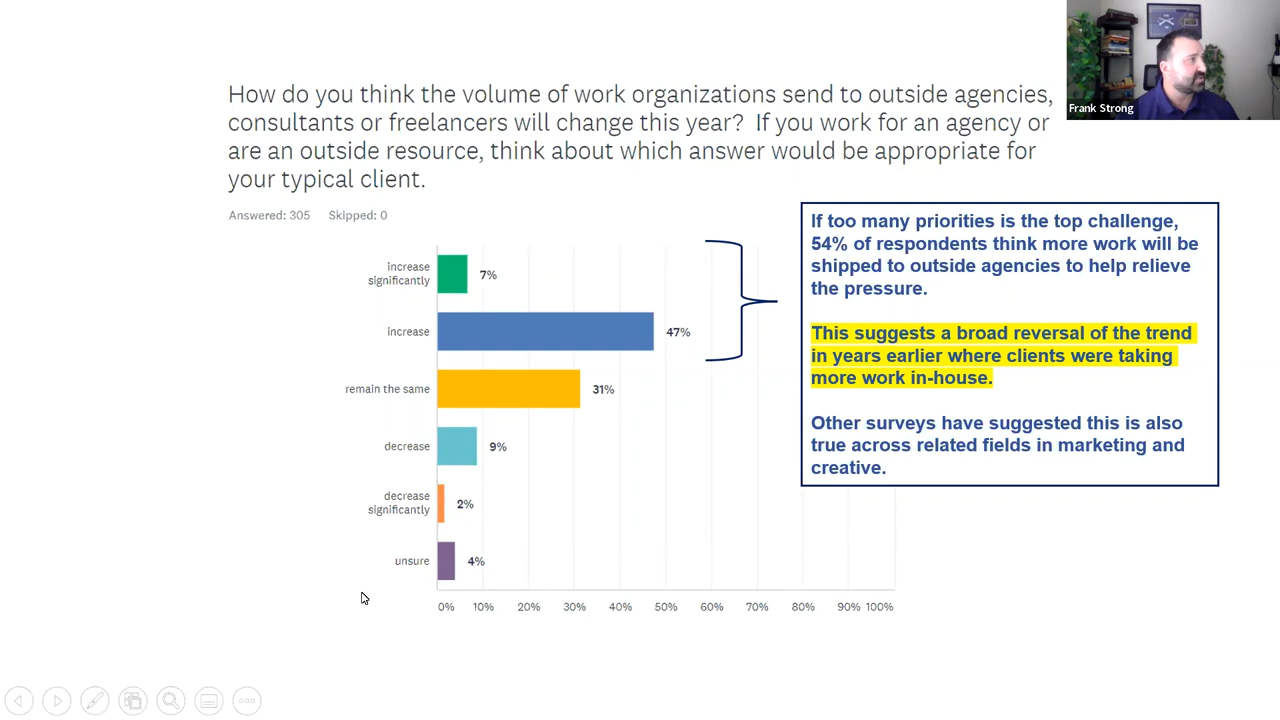 Frank Strong
How do you think the volume of work organizations send to outside agencies,
consultants or freelancers will change this year?  If you work for an agency or
are an outside resource, think about which answer would be appropriate for
your typical client.
Answered: 305 Skipped: 0
increase
significantly
7%
increase
47%
remain the same
31%
decrease
9%
decrease
significantly
2%
unsure
4%
0% 10% 20% 30% 40% 50% 60% 70% 80% 90% 100%
If too many priorities is the top challenge,
54% of respondents think more work will be
shipped to outside agencies to help relieve
the pressure.
This suggests a broad reversal of the trend
in years earlier where clients were taking
more work in-house.
Other surveys have suggested this is also
true across related fields in marketing and
creative.